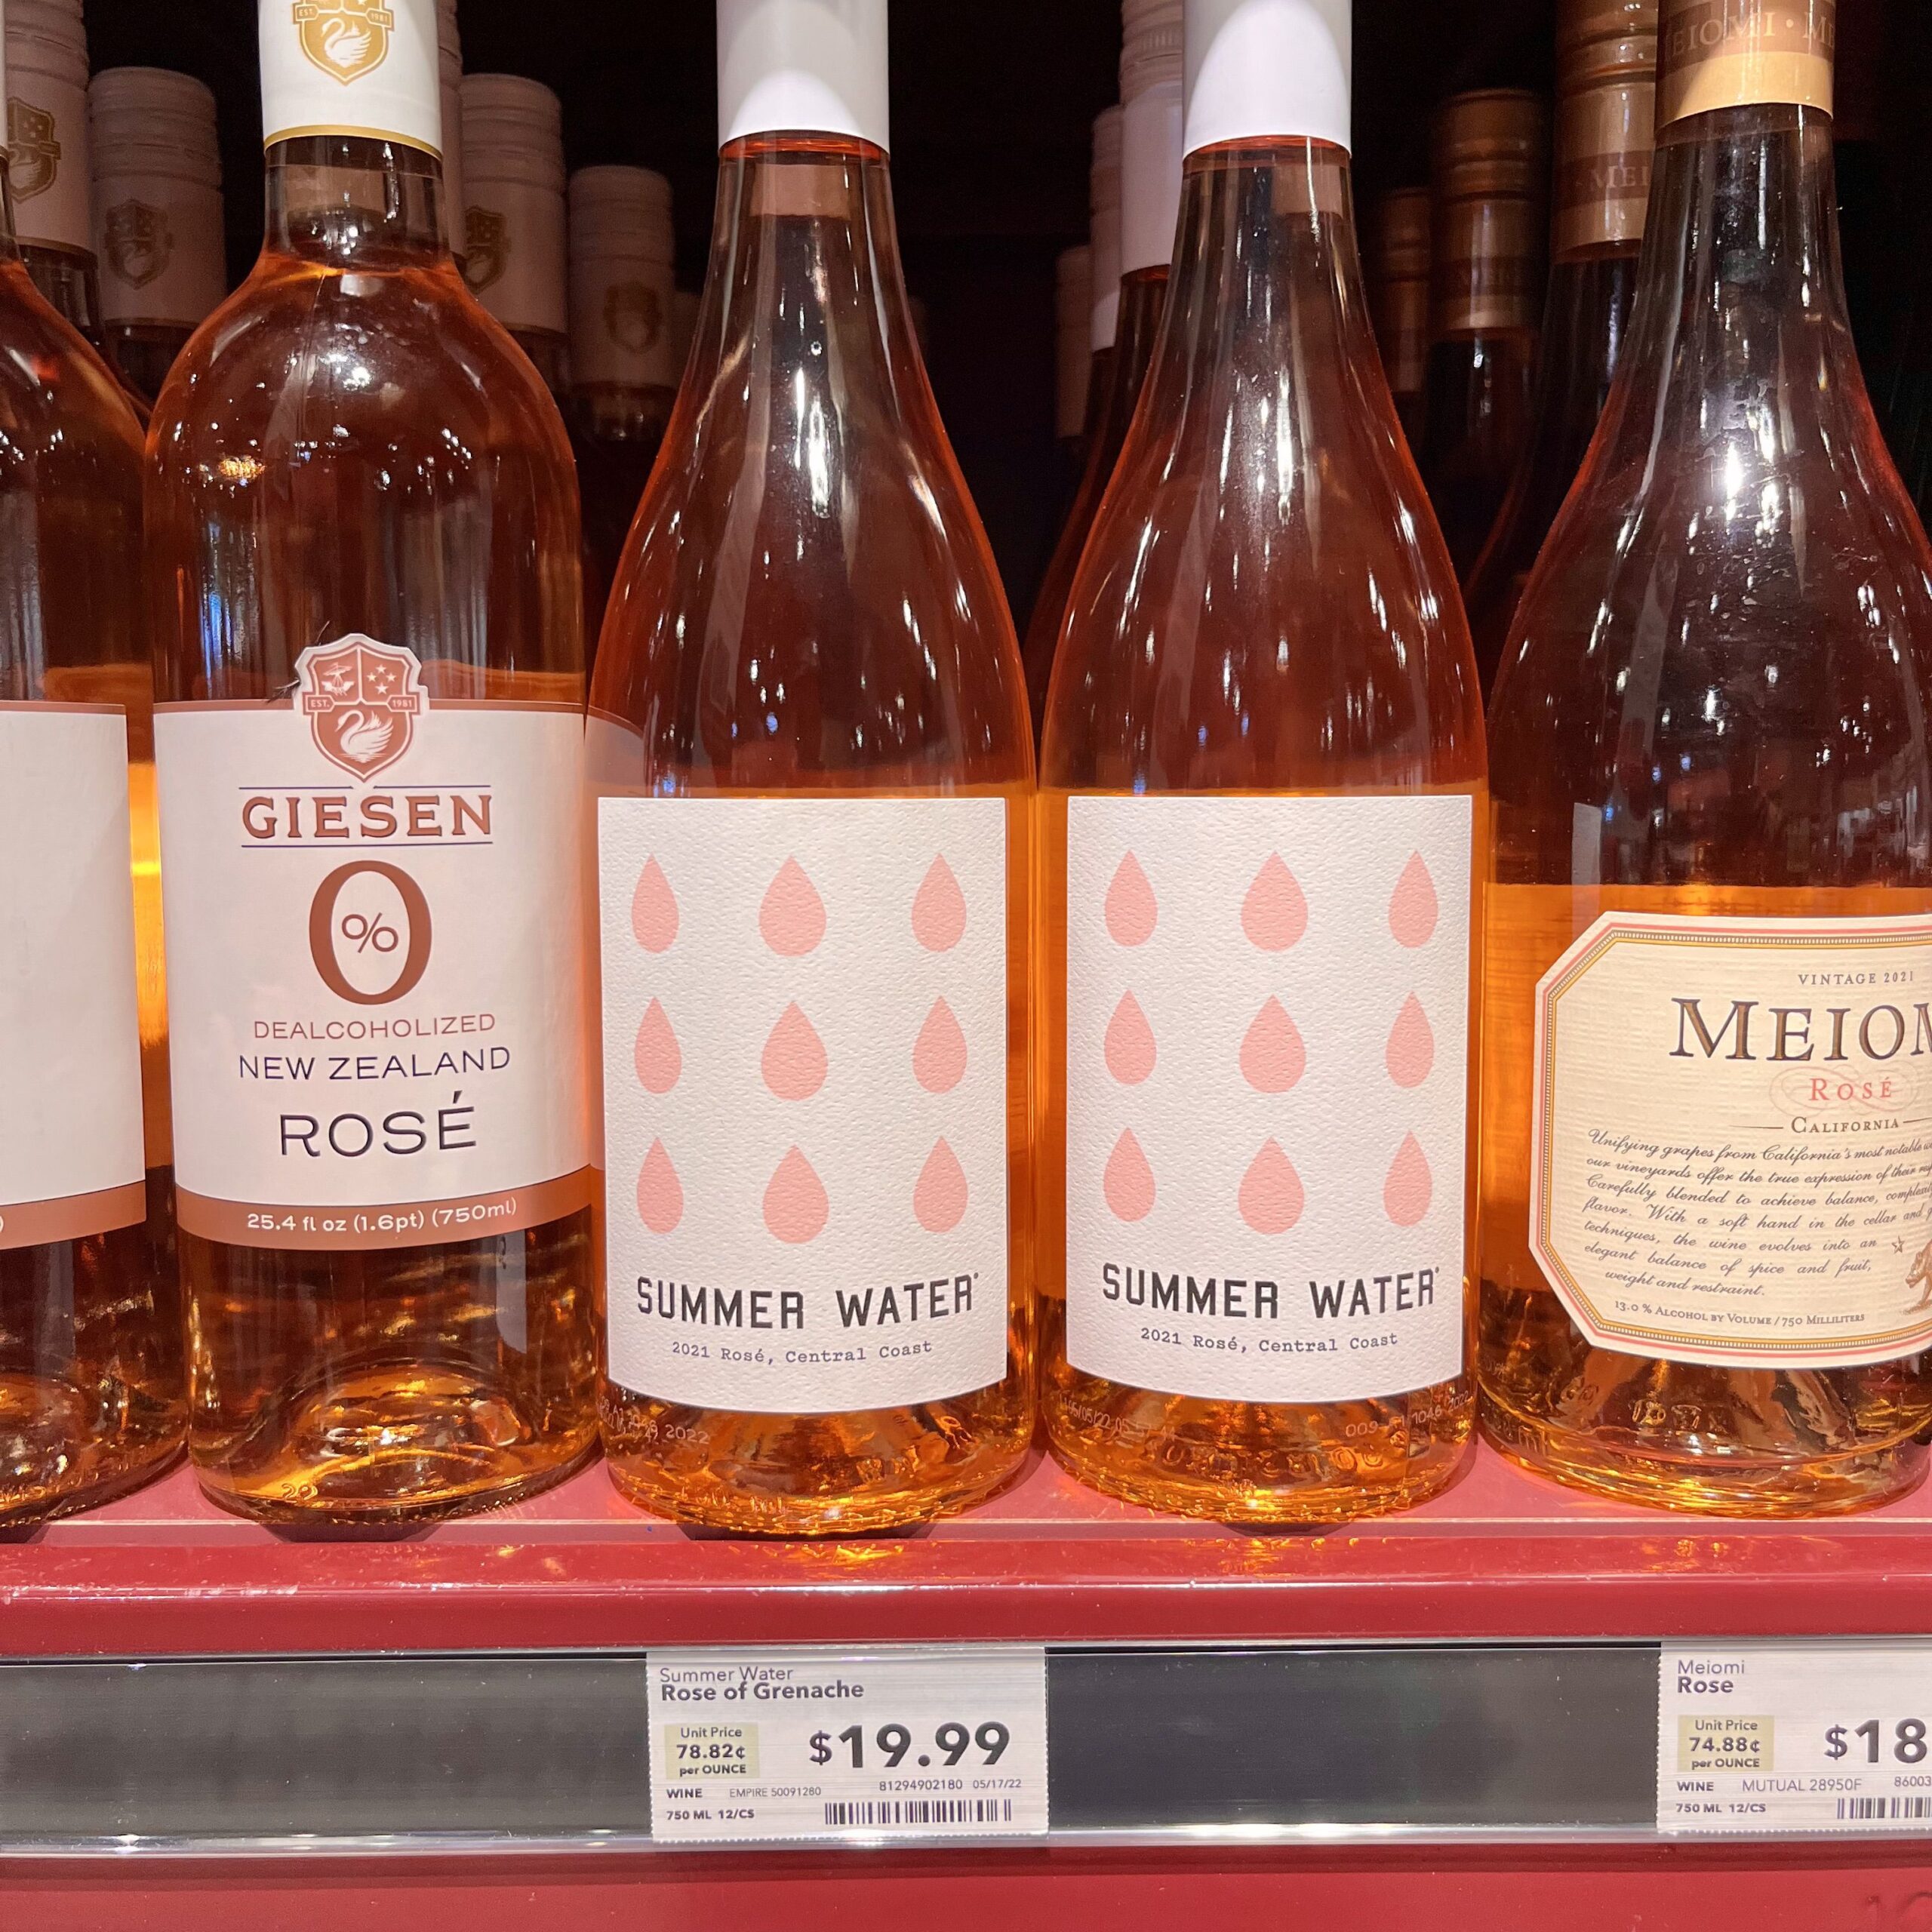 EST. 1981
GIESEN
0%
DEALCOHOLIZED
NEW ZEALAND
ROSÉ
25.4 fl oz (1.6pt) (750ml)
SUMMER WATER
2021 Rosé, Central Coast
2022
SUMMER WATER
2021 Rosé, Central Coast
MEIOMI
VINTAGE 2021
ROSÉ
CALIFORNIA
Unifying grapes from California's most notable
our vineyards offer the true expression of their
Carefully blended to achieve balance,
flavor. With a soft hand in the cellar and
techniques, the wine evolves into an
elegant balance of spice and fruit,
weight and restraint.
13.0% ALCOHOL BY VOLUME / 750 MILLILITERS
Summer Water
Rose of Grenache
Unit Price
78.82¢
per OUNCE
$19.99
WINE EMPIRE 50091280 81294902180 05/17/22
750 ML 12/CS
Meiomi
Rose
Unit Price
74.88¢
per OUNCE
$18
WINE MUTUAL 28950F 86003
750 ML 12/CS